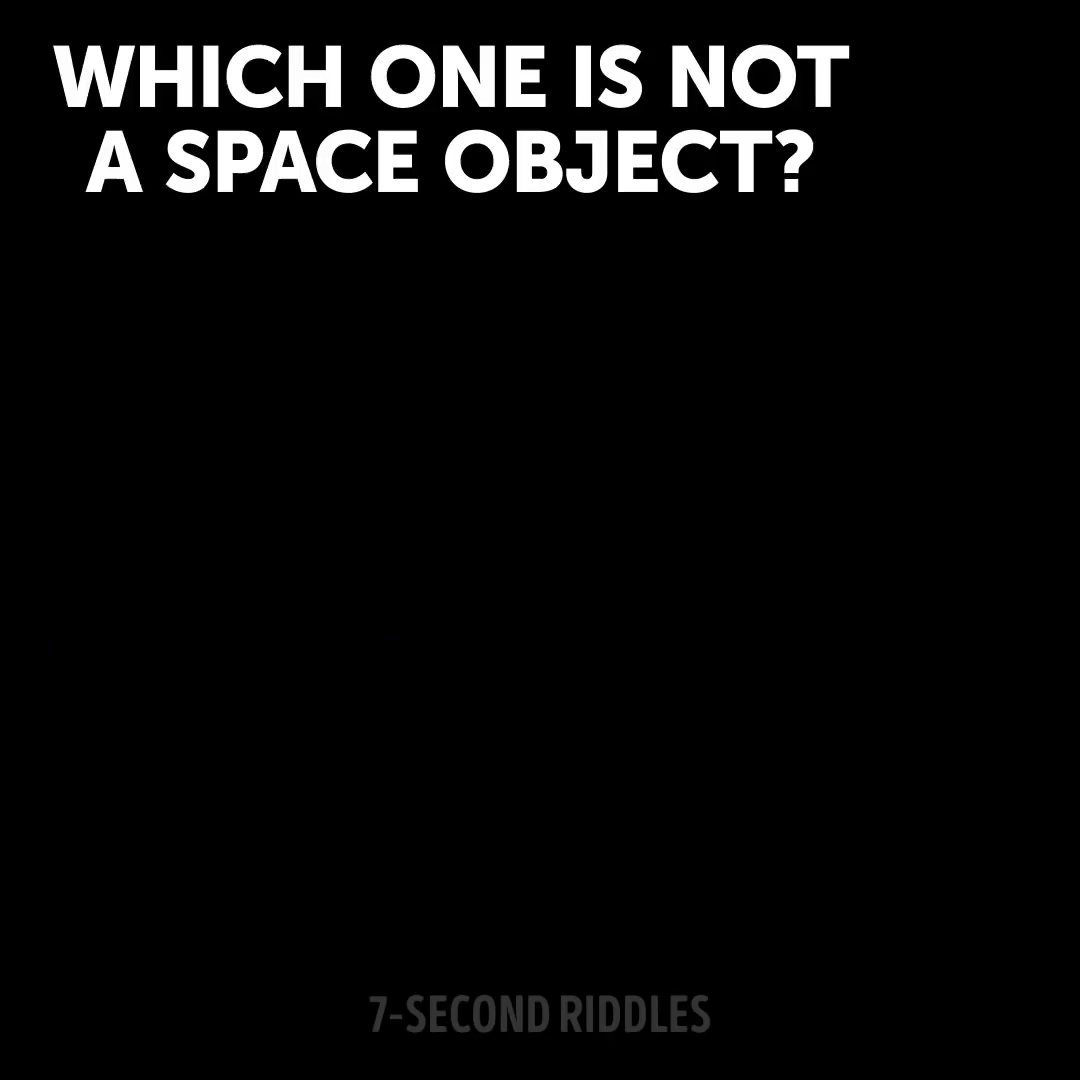 WHICH ONE IS NOT
A SPACE OBJECT?
7-SECOND RIDDLES